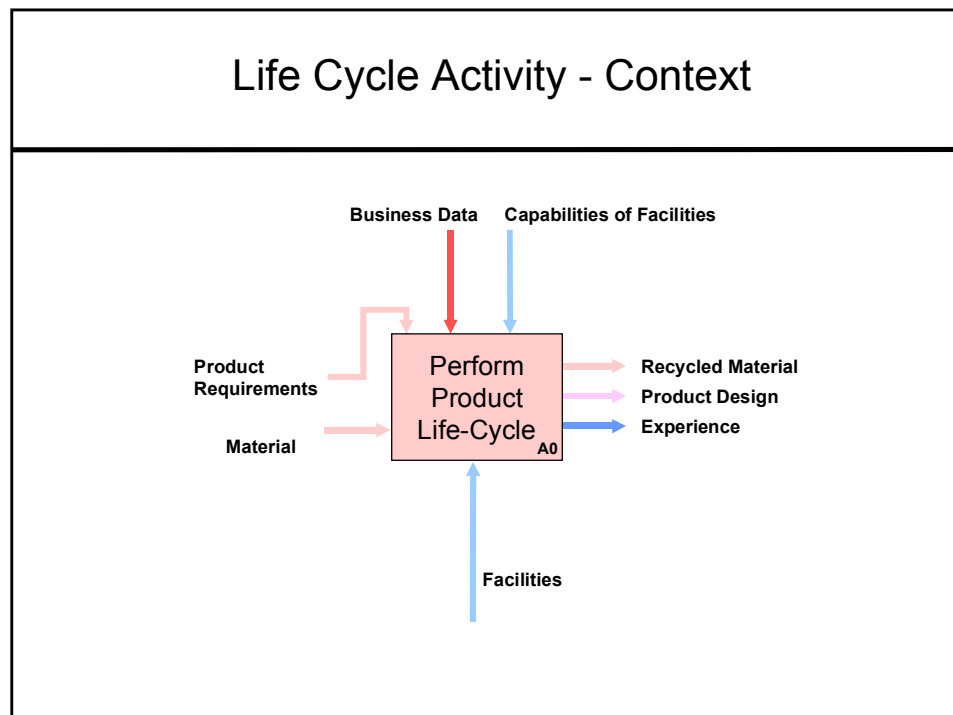 Life Cycle Activity - Context
Business Data
Capabilities of Facilities
Product
Requirements
Material
Perform
Product
Life-Cycle
A0
Recycled Material
Product Design
Experience
Facilities